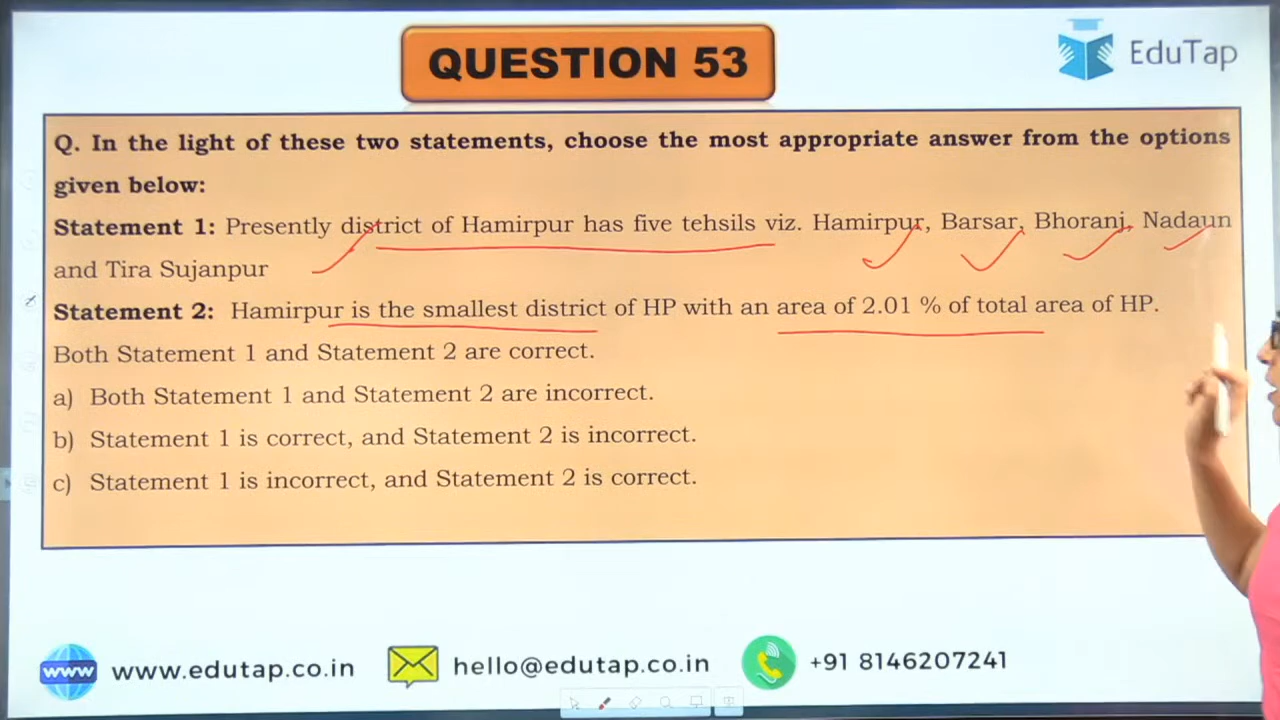 QUESTION 53
EduTap
Q. In the light of these two statements, choose the most appropriate answer from the options
given below:
Statement 1: Presently district of Hamirpur has five tehsils viz. Hamirpur, Barsar, Bhoranj, Nadaun
and Tira Sujanpur
Statement 2: Hamirpur is the smallest district of HP with an area of 2.01 % of total area of HP.
Both Statement 1 and Statement 2 are correct.
a) Both Statement 1 and Statement 2 are incorrect.
b) Statement 1 is correct, and Statement 2 is incorrect.
c) Statement 1 is incorrect, and Statement 2 is correct.
www www.edutap.co.in hello@edutap.co.in +91 8146207241